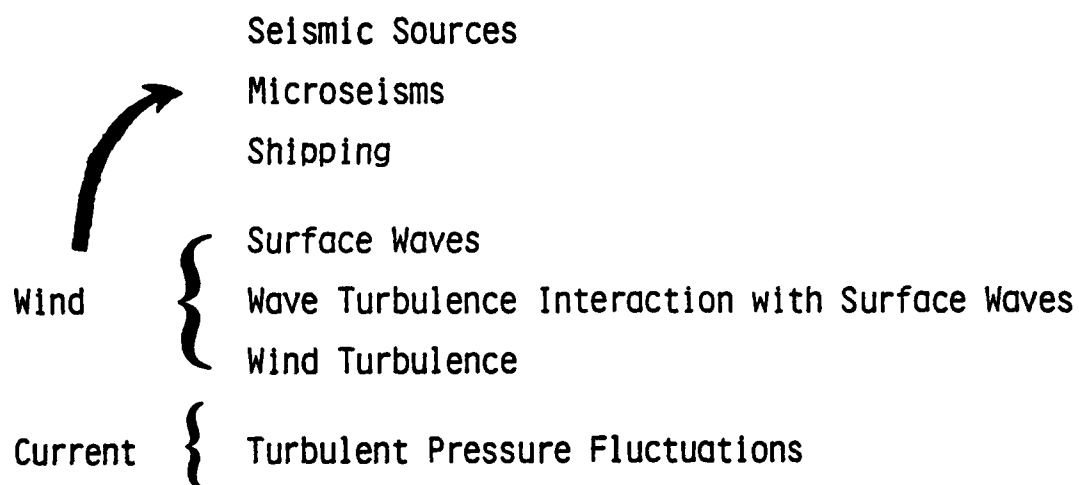 Seismic Sources
Microseisms
Shipping
Surface Waves
Wind { Wave Turbulence Interaction with Surface Waves
Wind Turbulence
Current { Turbulent Pressure Fluctuations